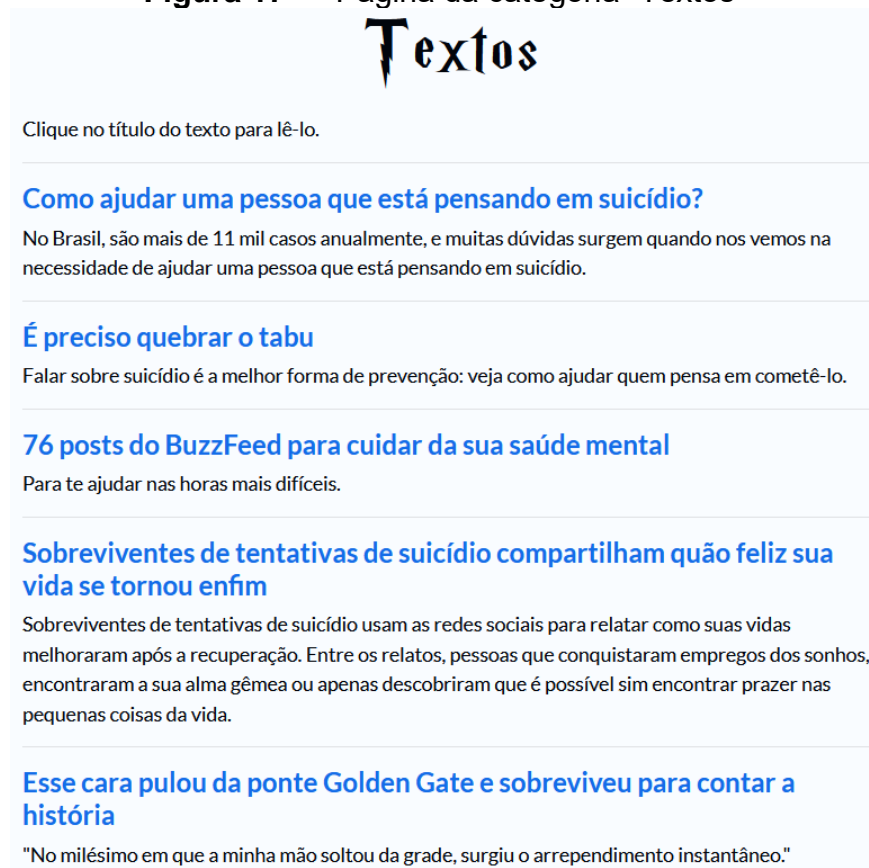 Textos
Clique no título do texto para lê-lo.
Como ajudar uma pessoa que está pensando em suicídio?
No Brasil, são mais de 11 mil casos anualmente, e muitas dúvidas surgem quando nos vemos na
necessidade de ajudar uma pessoa que está pensando em suicídio.
É preciso quebrar o tabu
Falar sobre suicídio é a melhor forma de prevenção: veja como ajudar quem pensa em cometê-lo.
76 posts do BuzzFeed para cuidar da sua saúde mental
Para te ajudar nas horas mais difíceis.
Sobreviventes de tentativas de suicídio compartilham quão feliz sua
vida se tornou enfim
Sobreviventes de tentativas de suicídio usam as redes sociais para relatar como suas vidas
melhoraram após a recuperação. Entre os relatos, pessoas que conquistaram empregos dos sonhos,
encontraram a sua alma gêmea ou apenas descobriram que é possível sim encontrar prazer nas
pequenas coisas da vida.
Esse cara pulou da ponte Golden Gate e sobreviveu para contar a
história
"No milésimo em que a minha mão soltou da grade, surgiu o arrependimento instantâneo."